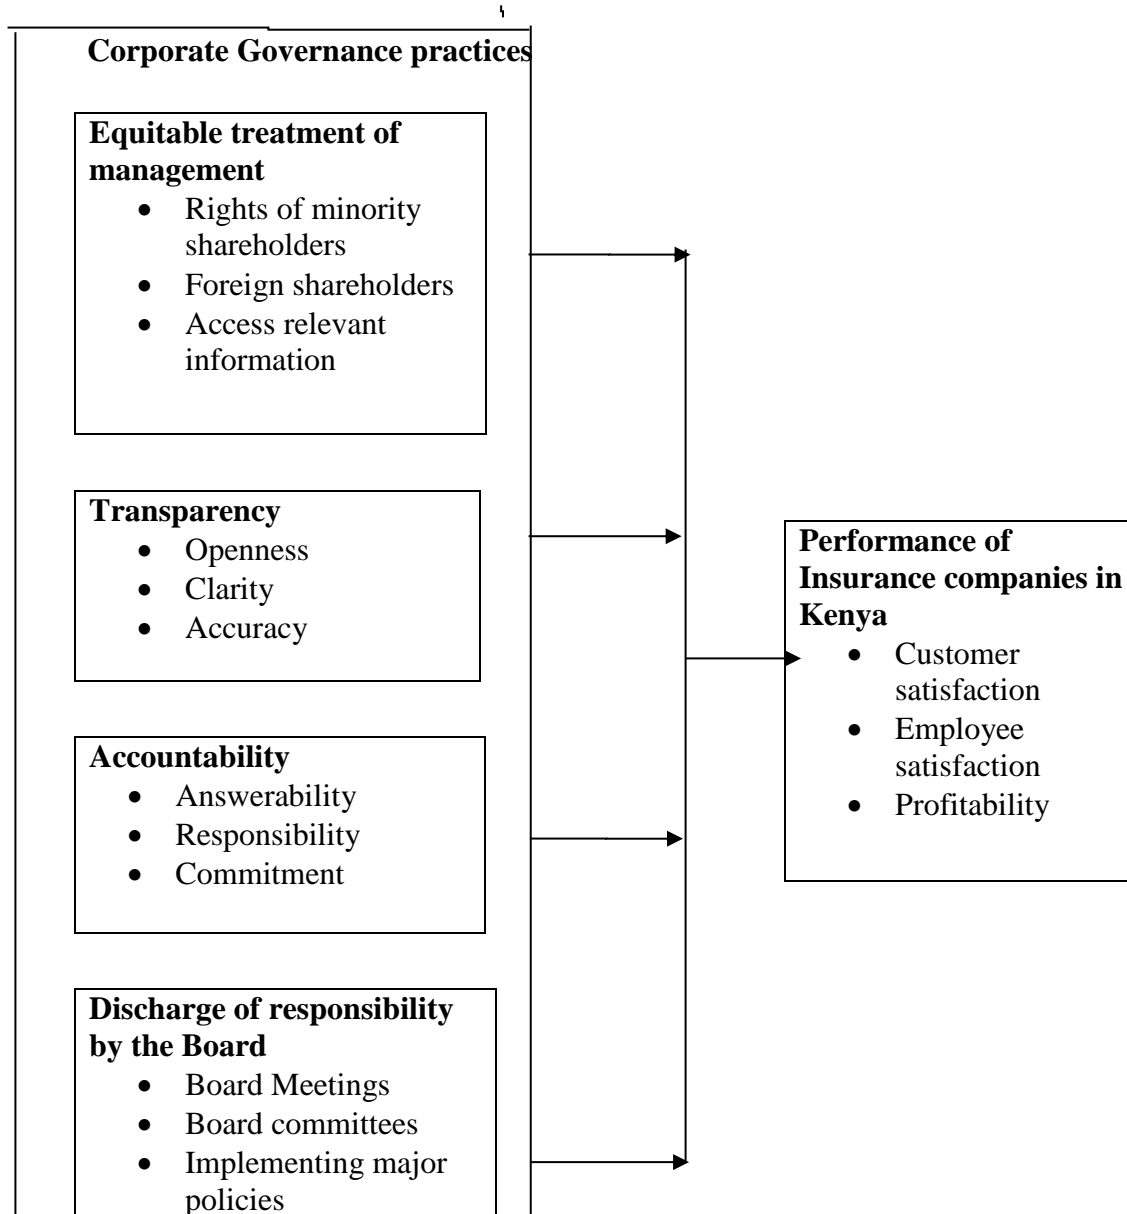 Corporate Governance practices
Equitable treatment of
management
• Rights of minority
shareholders
• Foreign shareholders
• Access relevant
information
Transparency
• Openness
• Clarity
• Accuracy
Accountability
• Answerability
• Responsibility
• Commitment
Discharge of responsibility
by the Board
• Board Meetings
• Board committees
• Implementing major
policies
Performance of
Insurance companies in
Kenya
• Customer
satisfaction
• Employee
satisfaction
• Profitability